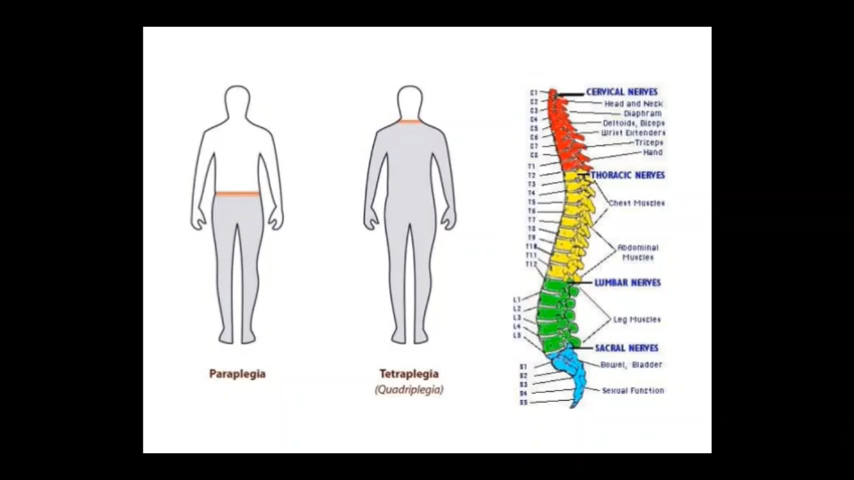 Paraplegia
Tetraplegia
(Quadriplegia)
C1
C2
C3
C4
C5
C6
C7
C8
T1
T2
T3
T4
T5
T6
T7
T8
T9
T10
T11
T12
L1
L2
L3
L4
L5
S1
S2
S3
S4
S5
CERVICAL NERVES
Head and Neck
Diaphram
Deltoids, Biceps
Wrist Extenders
Triceps
Hand
THORACIC NERVES
Chest Muscles
Abdominal
Muscles
LUMBAR NERVES
Leg Muscles
SACRAL NERVES
Bowel, Bladder
Sexual Function